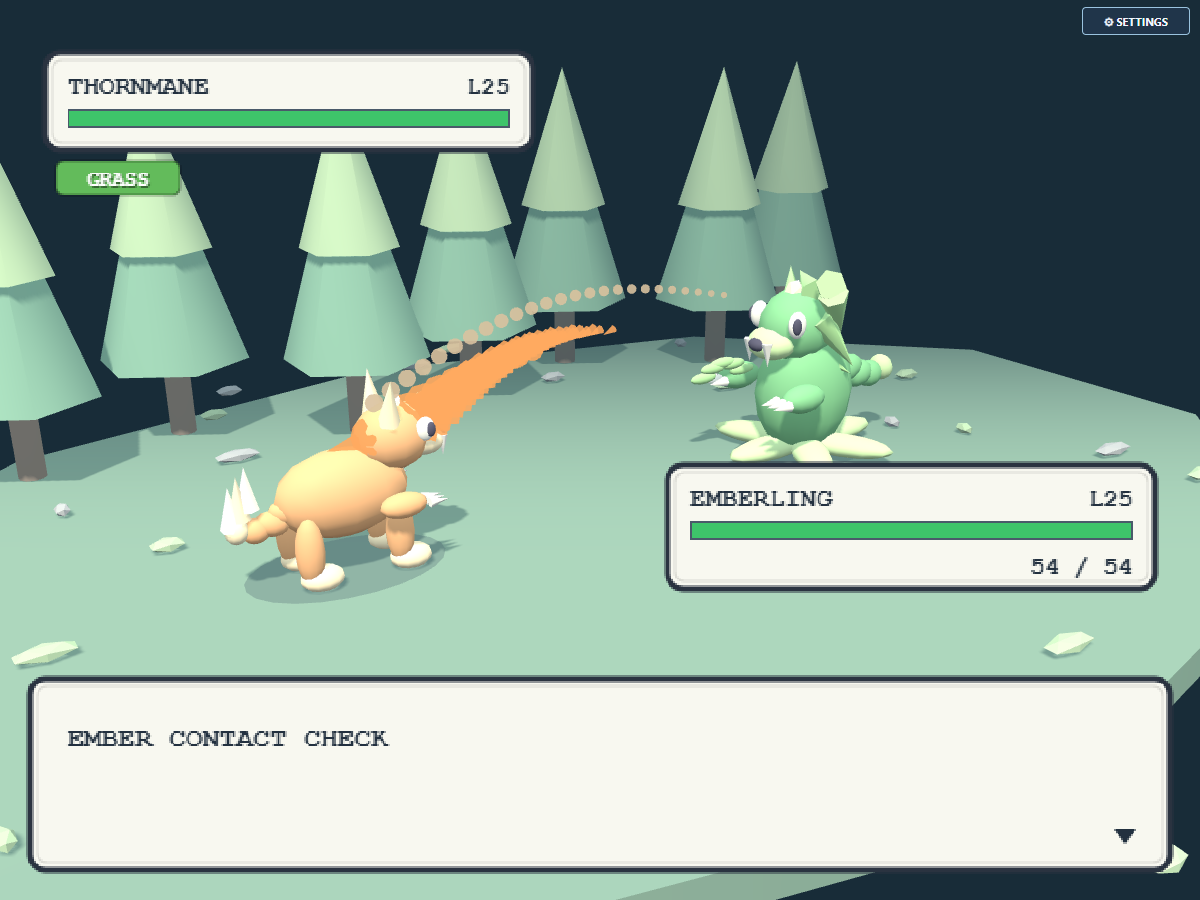 ⚙ SETTINGS
THORNMANE L25
GRASS
EMBERLING L25
54 / 54
EMBER CONTACT CHECK